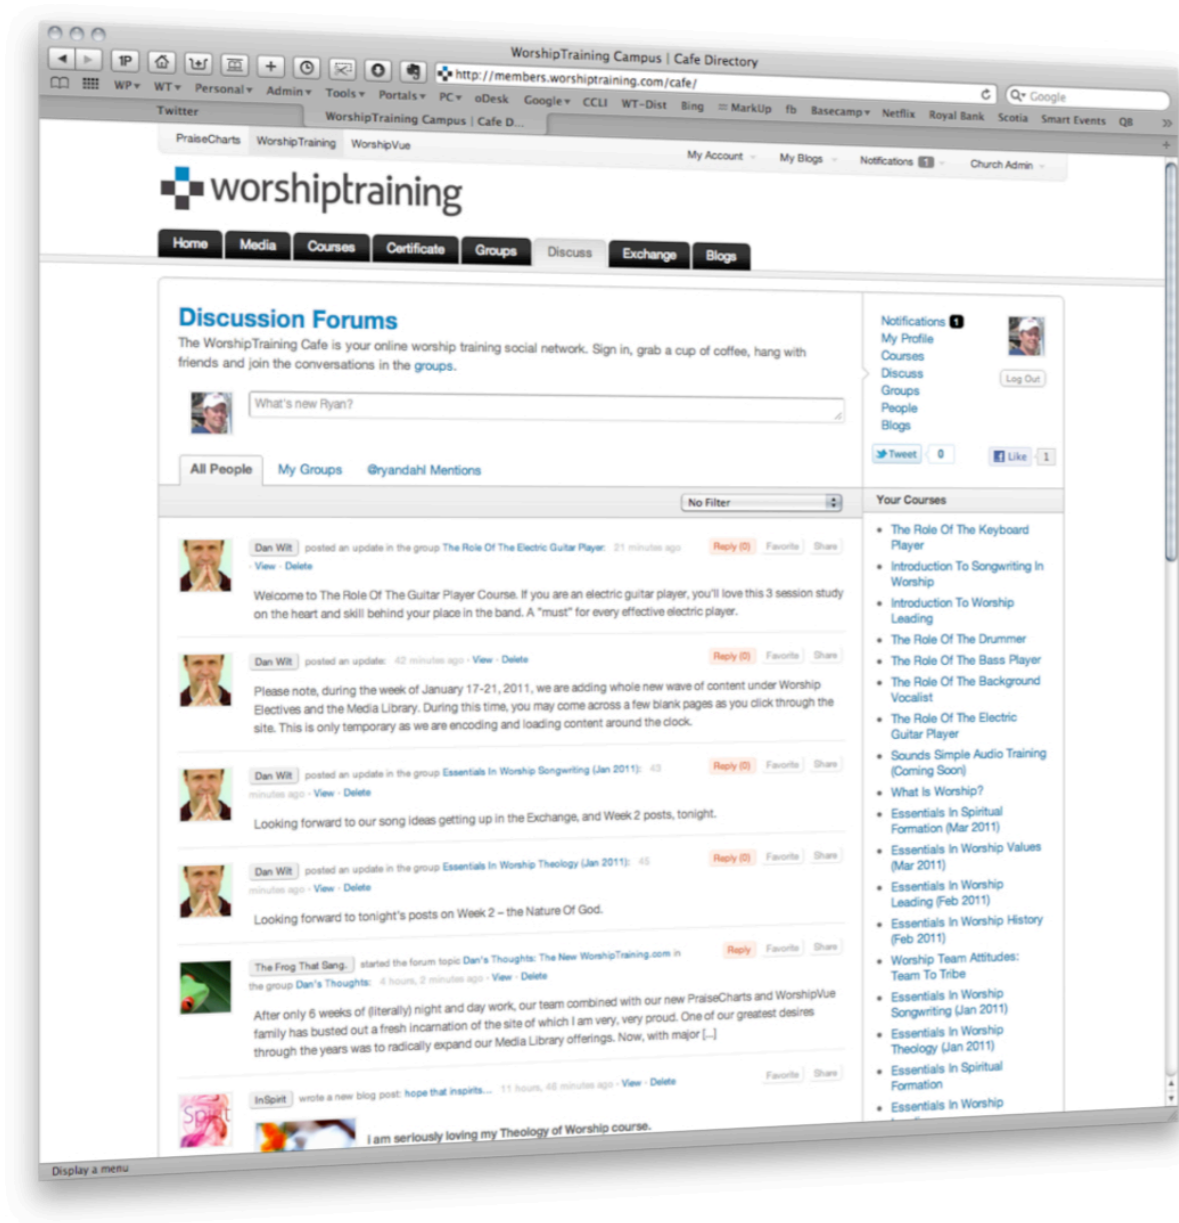 WorshipTraining Campus | Cafe Directory
1P
http://members.worshiptraining.com/cafe/
Google
WP WT Personal Admin Tools Portals PC oDesk Google CCLI WT-Dist Bing = MarkUp fb Basecamp Netflix Royal Bank Scotia Smart Events QB »
Twitter
WorshipTraining Campus | Cafe D...
PraiseCharts WorshipTraining WorshipVue
My Account My Blogs Notifications 1 Church Admin
worshiptraining
Home Media Courses Certificate Groups Discuss Exchange Blogs
Discussion Forums
The WorshipTraining Cafe is your online worship training social network. Sign in, grab a cup of coffee, hang with
friends and join the conversations in the groups.
What's new Ryan?
All People My Groups @ryandahl Mentions
No Filter
Dan Wilt posted an update in the group The Role Of The Electric Guitar Player: 21 minutes ago Reply (0) Favorite Share
· View · Delete
Welcome to The Role Of The Guitar Player Course. If you are an electric guitar player, you'll love this 3 session study
on the heart and skill behind your place in the band. A "must" for every effective electric player.
Dan Wilt posted an update: 42 minutes ago · View · Delete Reply (0) Favorite Share
Please note, during the week of January 17-21, 2011, we are adding whole new wave of content under Worship
Electives and the Media Library. During this time, you may come across a few blank pages as you click through the
site. This is only temporary as we are encoding and loading content around the clock.
Dan Wilt posted an update in the group Essentials In Worship Songwriting (Jan 2011): 43 Reply (0) Favorite Share
minutes ago · View · Delete
Looking forward to our song ideas getting up in the Exchange, and Week 2 posts, tonight.
Dan Wilt posted an update in the group Essentials In Worship Theology (Jan 2011): 45 Reply (0) Favorite Share
minutes ago · View · Delete
Looking forward to tonight's posts on Week 2 – the Nature Of God.
The Frog That Sang. started the forum topic Dan's Thoughts: The New WorshipTraining.com in Reply Favorite Share
the group Dan's Thoughts: 4 hours, 2 minutes ago · View · Delete
After only 6 weeks of (literally) night and day work, our team combined with our new PraiseCharts and WorshipVue
family has busted out a fresh incarnation of the site of which I am very, very proud. One of our greatest desires
through the years was to radically expand our Media Library offerings. Now, with major [...]
InSpirit wrote a new blog post: hope that inspirits... 11 hours, 46 minutes ago · View · Delete Favorite Share
Spirit
I am seriously loving my Theology of Worship course.
Notifications 1
My Profile
Courses
Discuss
Groups
People
Blogs
Log Out
Tweet 0 Like 1
Your Courses
• The Role Of The Keyboard
Player
• Introduction To Songwriting In
Worship
• Introduction To Worship
Leading
• The Role Of The Drummer
• The Role Of The Bass Player
• The Role Of The Background
Vocalist
• The Role Of The Electric
Guitar Player
• Sounds Simple Audio Training
(Coming Soon)
• What Is Worship?
• Essentials In Spiritual
Formation (Mar 2011)
• Essentials In Worship Values
(Mar 2011)
• Essentials In Worship
Leading (Feb 2011)
• Essentials In Worship History
(Feb 2011)
• Worship Team Attitudes:
Team To Tribe
• Essentials In Worship
Songwriting (Jan 2011)
• Essentials In Worship
Theology (Jan 2011)
• Essentials In Spiritual
Formation
• Essentials In Worship
Display a menu